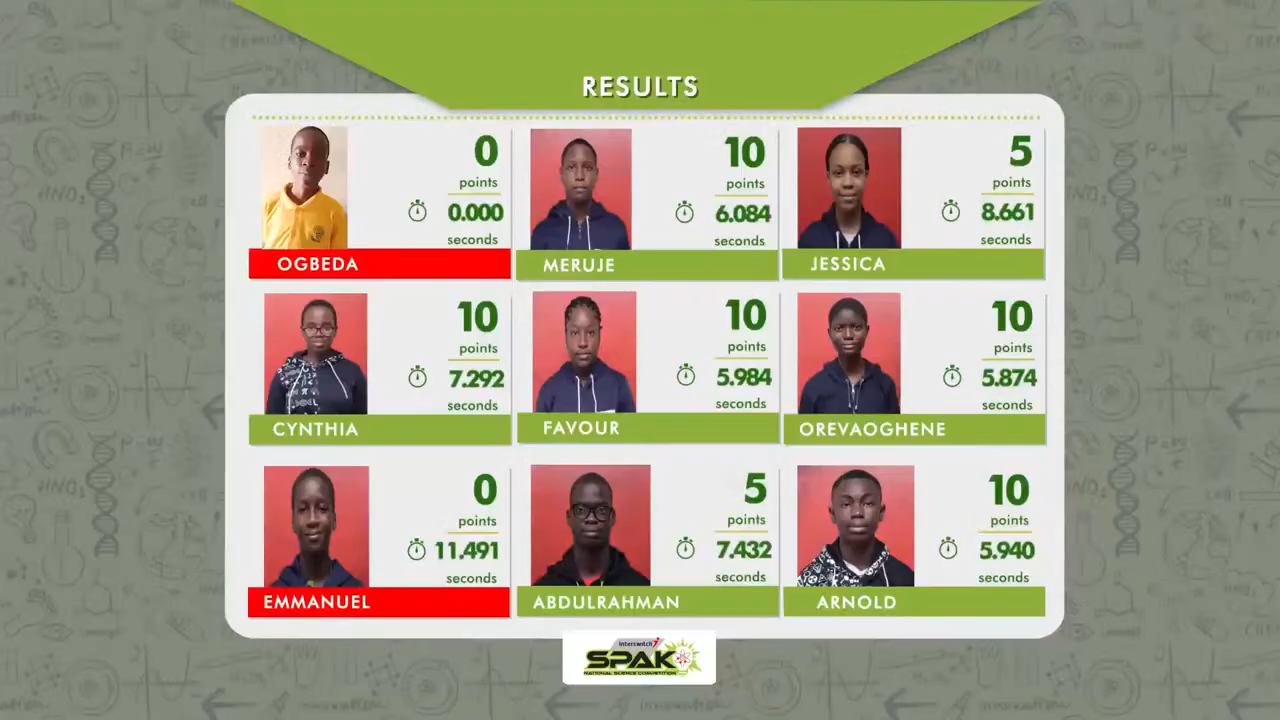 RESULTS
0
points
0.000
seconds
OGBEDA
10
points
6.084
seconds
MERUJE
5
points
8.661
seconds
JESSICA
10
points
7.292
seconds
CYNTHIA
10
points
5.984
seconds
FAVOUR
10
points
5.874
seconds
OREVAOGHENE
0
points
11.491
seconds
EMMANUEL
5
points
7.432
seconds
ABDULRAHMAN
10
points
5.940
seconds
ARNOLD
interswitch
SPAK
NATIONAL SCIENCE COMPETITION